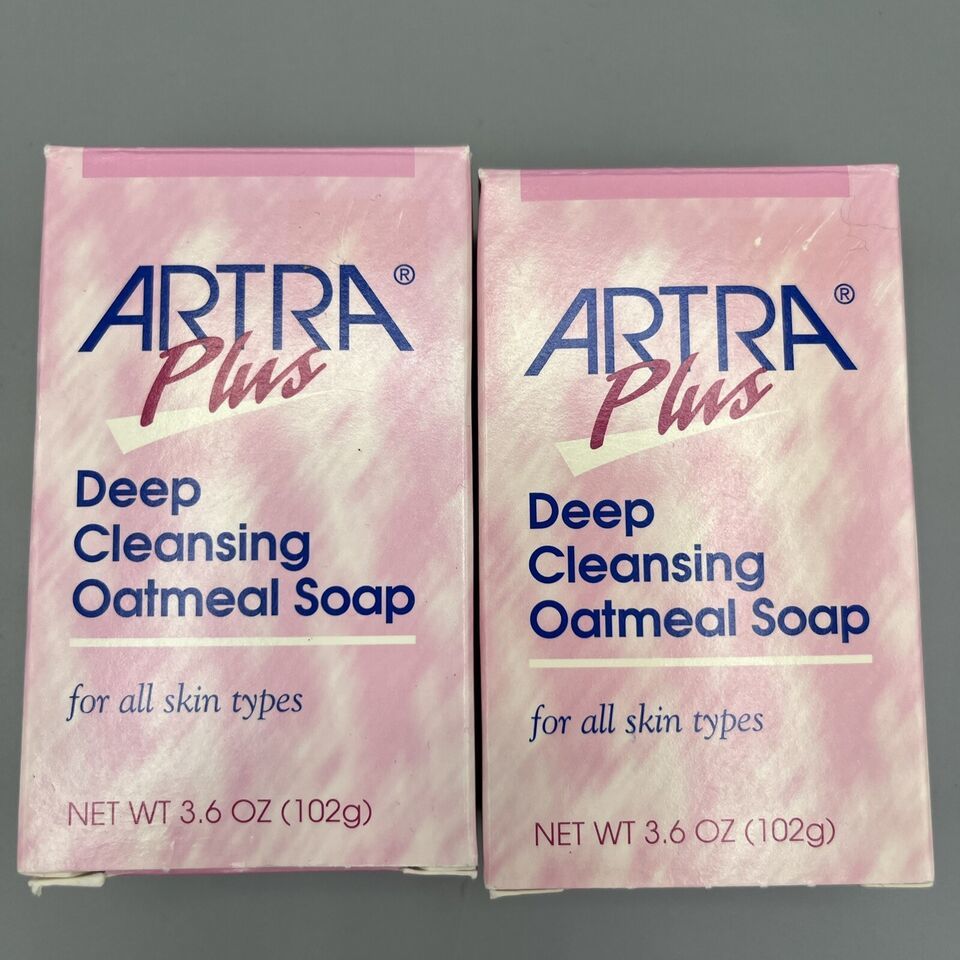 ARTRA®
Plus
Deep
Cleansing
Oatmeal Soap
for all skin types
NET WT 3.6 OZ (102g)
ARTRA®
Plus
Deep
Cleansing
Oatmeal Soap
for all skin types
NET WT 3.6 OZ (102g)